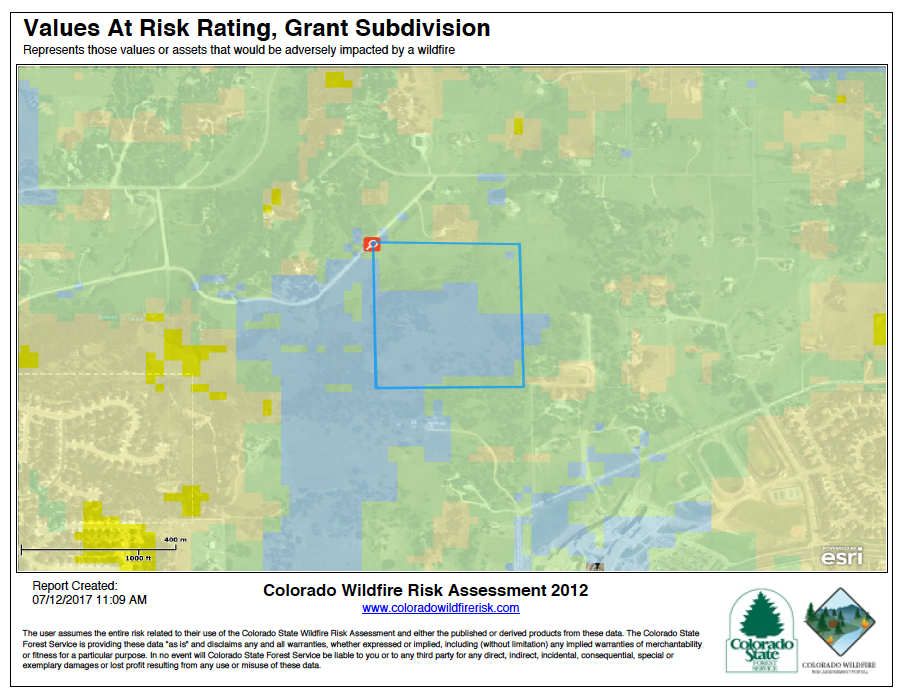 Values At Risk Rating, Grant Subdivision
Represents those values or assets that would be adversely impacted by a wildfire
400 m
1000 ft
POWERED BY
esri
Report Created:
07/12/2017 11:09 AM
Colorado Wildfire Risk Assessment 2012
www.coloradowildfirerisk.com
The user assumes the entire risk related to their use of the Colorado State Wildfire Risk Assessment and either the published or derived products from these data. The Colorado State
Forest Service is providing these data "as is" and disclaims any and all warranties, whether expressed or implied, including (without limitation) any implied warranties of merchantability
or fitness for a particular purpose. In no event will Colorado State Forest Service be liable to you or to any third party for any direct, indirect, incidental, consequential, special or
exemplary damages or lost profit resulting from any use or misuse of these data.
Colorado
State
FOREST
SERVICE
COLORADO WILDFIRE
RISK ASSESSMENT PORTAL